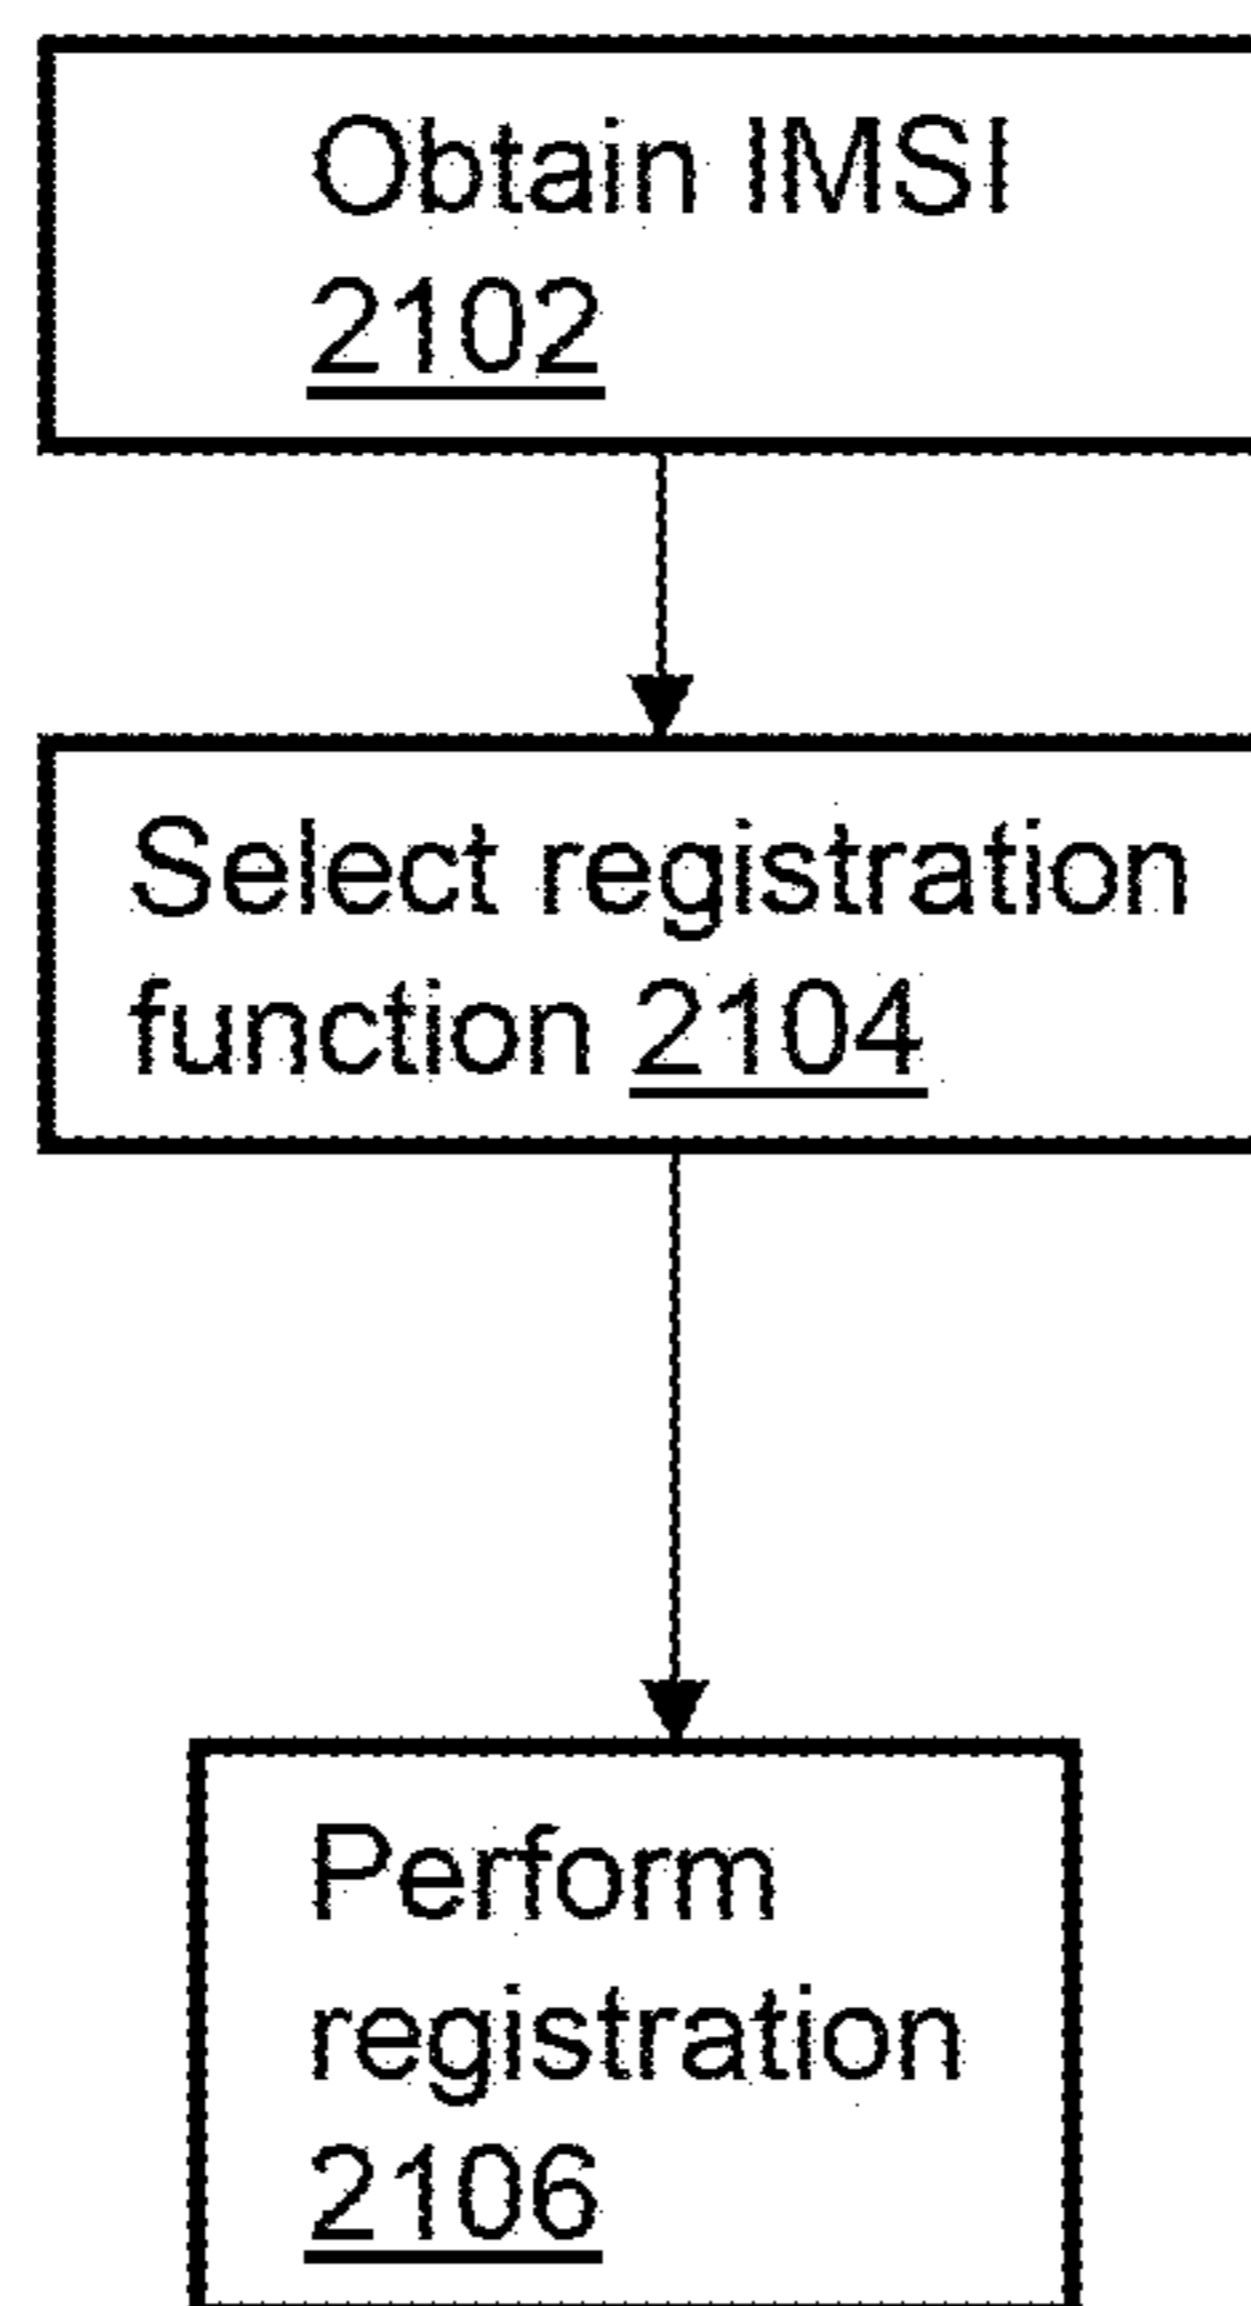 Obtain IMSI
2102
Select registration
function 2104
Perform
registration
2106